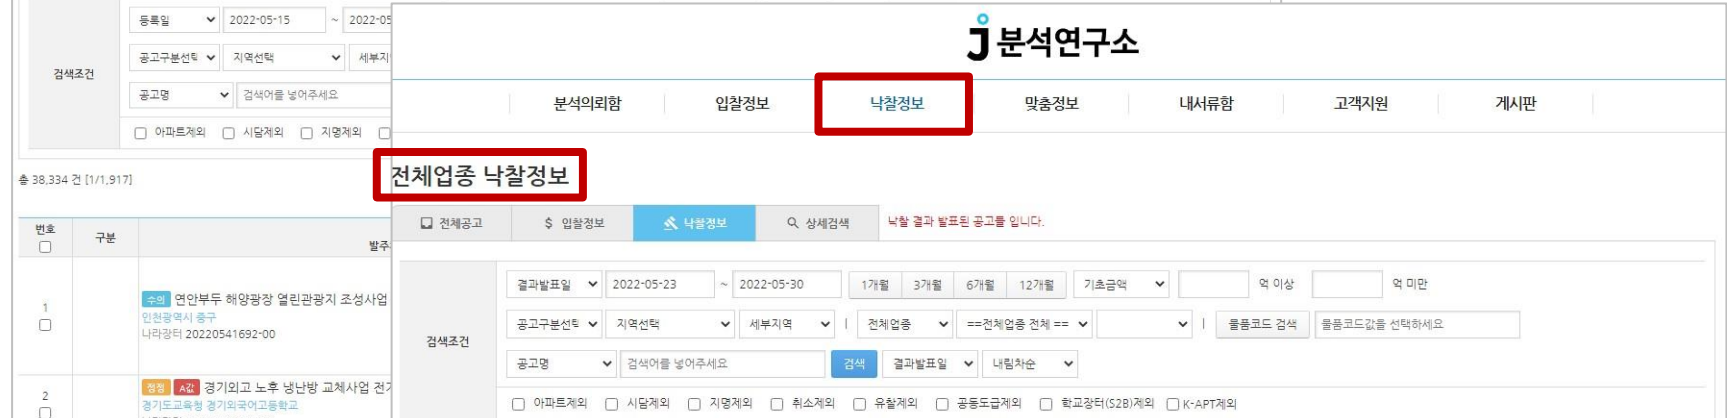 등록일 2022-05-15 ~ 2022-05
공고구분선택 지역선택 세부지
검색조건
공고명 검색어를 넣어주세요
아파트제외 시담제외 지명제외
총 38,334 건 [1/1,917]
번호 구분 발주
1
수의 연안부두 해양광장 열린관광지 조성사업
인천광역시 중구
나라장터 20220541692-00
2
정정 A값 경기외고 노후 냉난방 교체사업 전기
경기도교육청 경기외국어고등학교
J 분석연구소
분석의뢰함 입찰정보 낙찰정보 맞춤정보 내서류함 고객지원 게시판
전체업종 낙찰정보
전체공고 $ 입찰정보 낙찰정보 상세검색 낙찰 결과 발표된 공고를 입니다.
결과발표일 2022-05-23 ~ 2022-05-30 1개월 3개월 6개월 12개월 기초금액 억 이상 억 미만
공고구분선택 지역선택 세부지역 | 전체업종 ==전체업종 전체 == | 물품코드 검색 물품코드값을 선택하세요
검색조건
공고명 검색어를 넣어주세요 검색 결과발표일 내림차순
아파트제외 시담제외 지명제외 취소제외 유찰제외 공동도급제외 학교장터(S2B)제외 K-APT제외